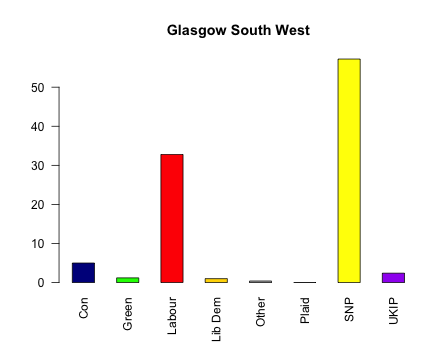 Glasgow South West
50
40
30
20
10
0
Con
Green
Labour
Lib Dem
Other
Plaid
SNP
UKIP